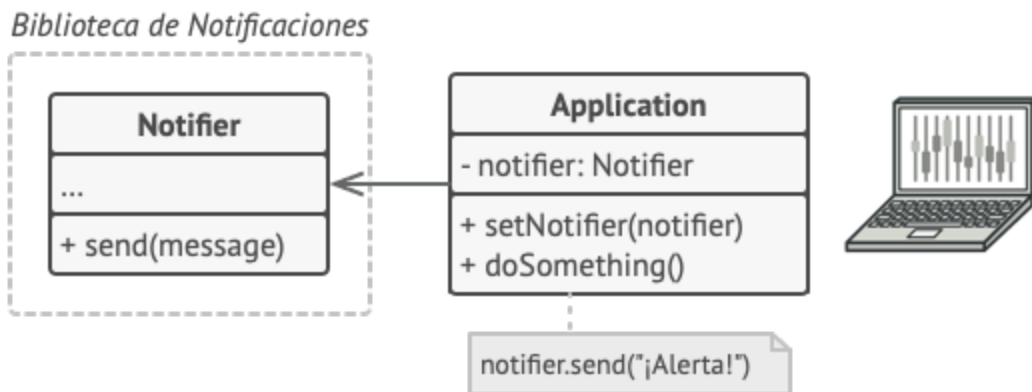 Biblioteca de Notificaciones
Notifier
...
+ send(message)
Application
- notifier: Notifier
+ setNotifier(notifier)
+ doSomething()
notifier.send("¡Alerta!")